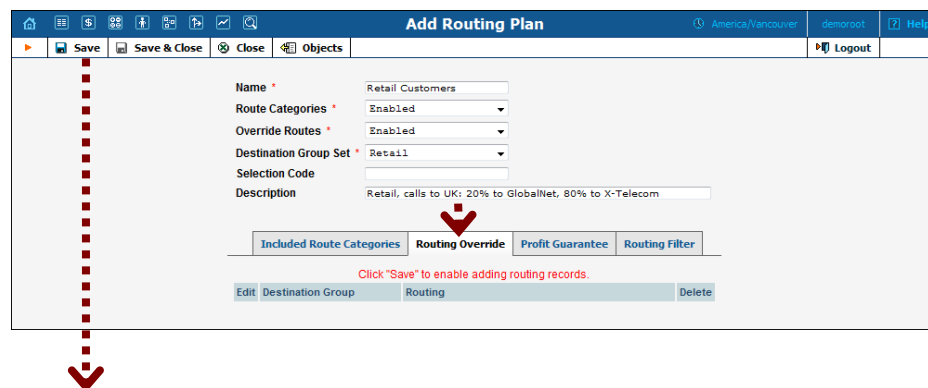 Add Routing Plan America/Vancouver demoroot ? Help
Save Save & Close Close Objects Logout
Name * Retail Customers
Route Categories * Enabled
Override Routes * Enabled
Destination Group Set * Retail
Selection Code
Description Retail, calls to UK: 20% to GlobalNet, 80% to X-Telecom
Included Route Categories Routing Override Profit Guarantee Routing Filter
Click "Save" to enable adding routing records.
Edit Destination Group Routing Delete